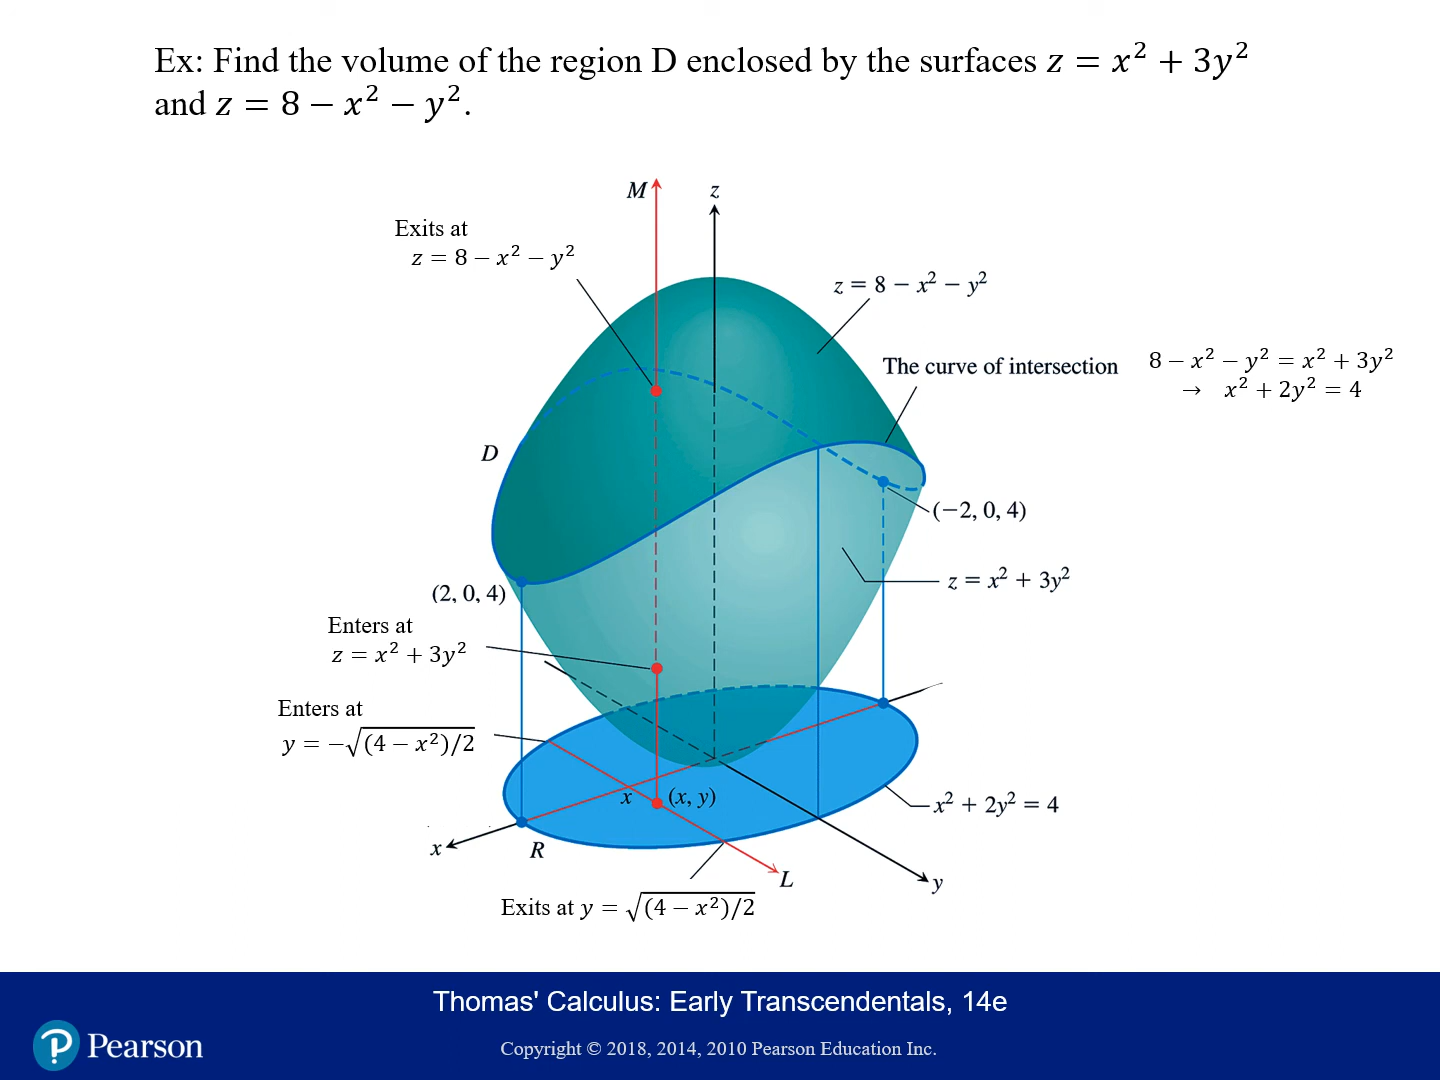 Ex: Find the volume of the region D enclosed by the surfaces z = x² + 3y²
and z = 8 − x² − y².
M
z
Exits at
z = 8 − x² − y²
z = 8 − x² − y²
The curve of intersection
8 − x² − y² = x² + 3y²
→ x² + 2y² = 4
D
(−2, 0, 4)
z = x² + 3y²
(2, 0, 4)
Enters at
z = x² + 3y²
Enters at
y = −√(4 − x²)/2
x
(x, y)
x² + 2y² = 4
x
R
L
y
Exits at y = √(4 − x²)/2
Thomas' Calculus: Early Transcendentals, 14e
P Pearson
Copyright © 2018, 2014, 2010 Pearson Education Inc.